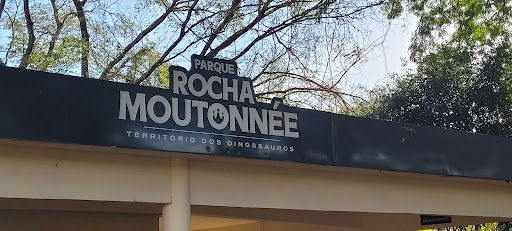 PARQUE
ROCHA
MOUTONNÉE
TERRITÓRIO DOS DINOSSAUROS